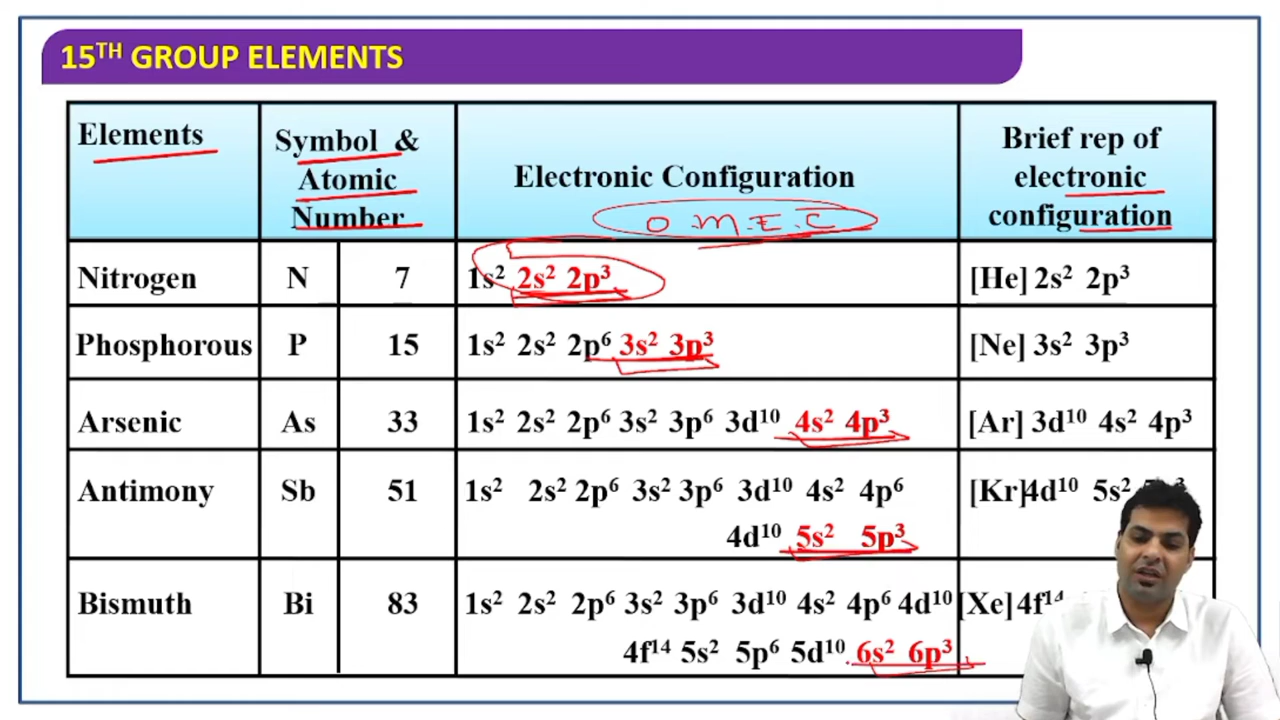 15TH GROUP ELEMENTS
Elements
Symbol &
Atomic
Number
Electronic Configuration
O.M.E.C
Brief rep of
electronic
configuration
Nitrogen N 7 1s² 2s² 2p³ [He] 2s² 2p³
Phosphorous P 15 1s² 2s² 2p⁶ 3s² 3p³ [Ne] 3s² 3p³
Arsenic As 33 1s² 2s² 2p⁶ 3s² 3p⁶ 3d¹⁰ 4s² 4p³ [Ar] 3d¹⁰ 4s² 4p³
Antimony Sb 51 1s² 2s² 2p⁶ 3s² 3p⁶ 3d¹⁰ 4s² 4p⁶ [Kr]4d¹⁰ 5s²
4d¹⁰ 5s² 5p³
Bismuth Bi 83 1s² 2s² 2p⁶ 3s² 3p⁶ 3d¹⁰ 4s² 4p⁶ 4d¹⁰ [Xe] 4f¹⁴
4f¹⁴ 5s² 5p⁶ 5d¹⁰ 6s² 6p³